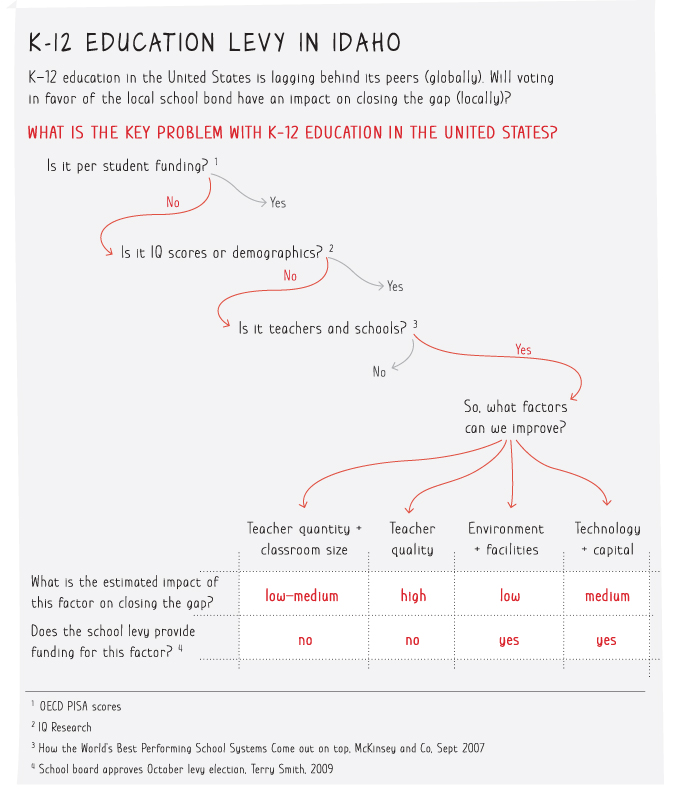 K-12 EDUCATION LEVY IN IDAHO
K–12 education in the United States is lagging behind its peers (globally). Will voting
in favor of the local school bond have an impact on closing the gap (locally)?
WHAT IS THE KEY PROBLEM WITH K-12 EDUCATION IN THE UNITED STATES?
Is it per student funding? 1
No
Yes
Is it IQ scores or demographics? 2
No
Yes
Is it teachers and schools? 3
Yes
No
So, what factors
can we improve?
Teacher quantity +
classroom size
Teacher
quality
Environment
+ facilities
Technology
+ capital
What is the estimated impact of
this factor on closing the gap?
low–medium
high
low
medium
Does the school levy provide
funding for this factor? 4
no
no
yes
yes
1 OECD PISA scores
2 IQ Research
3 How the World's Best Performing School Systems Come out on top, McKinsey and Co, Sept 2007
4 School board approves October levy election, Terry Smith, 2009